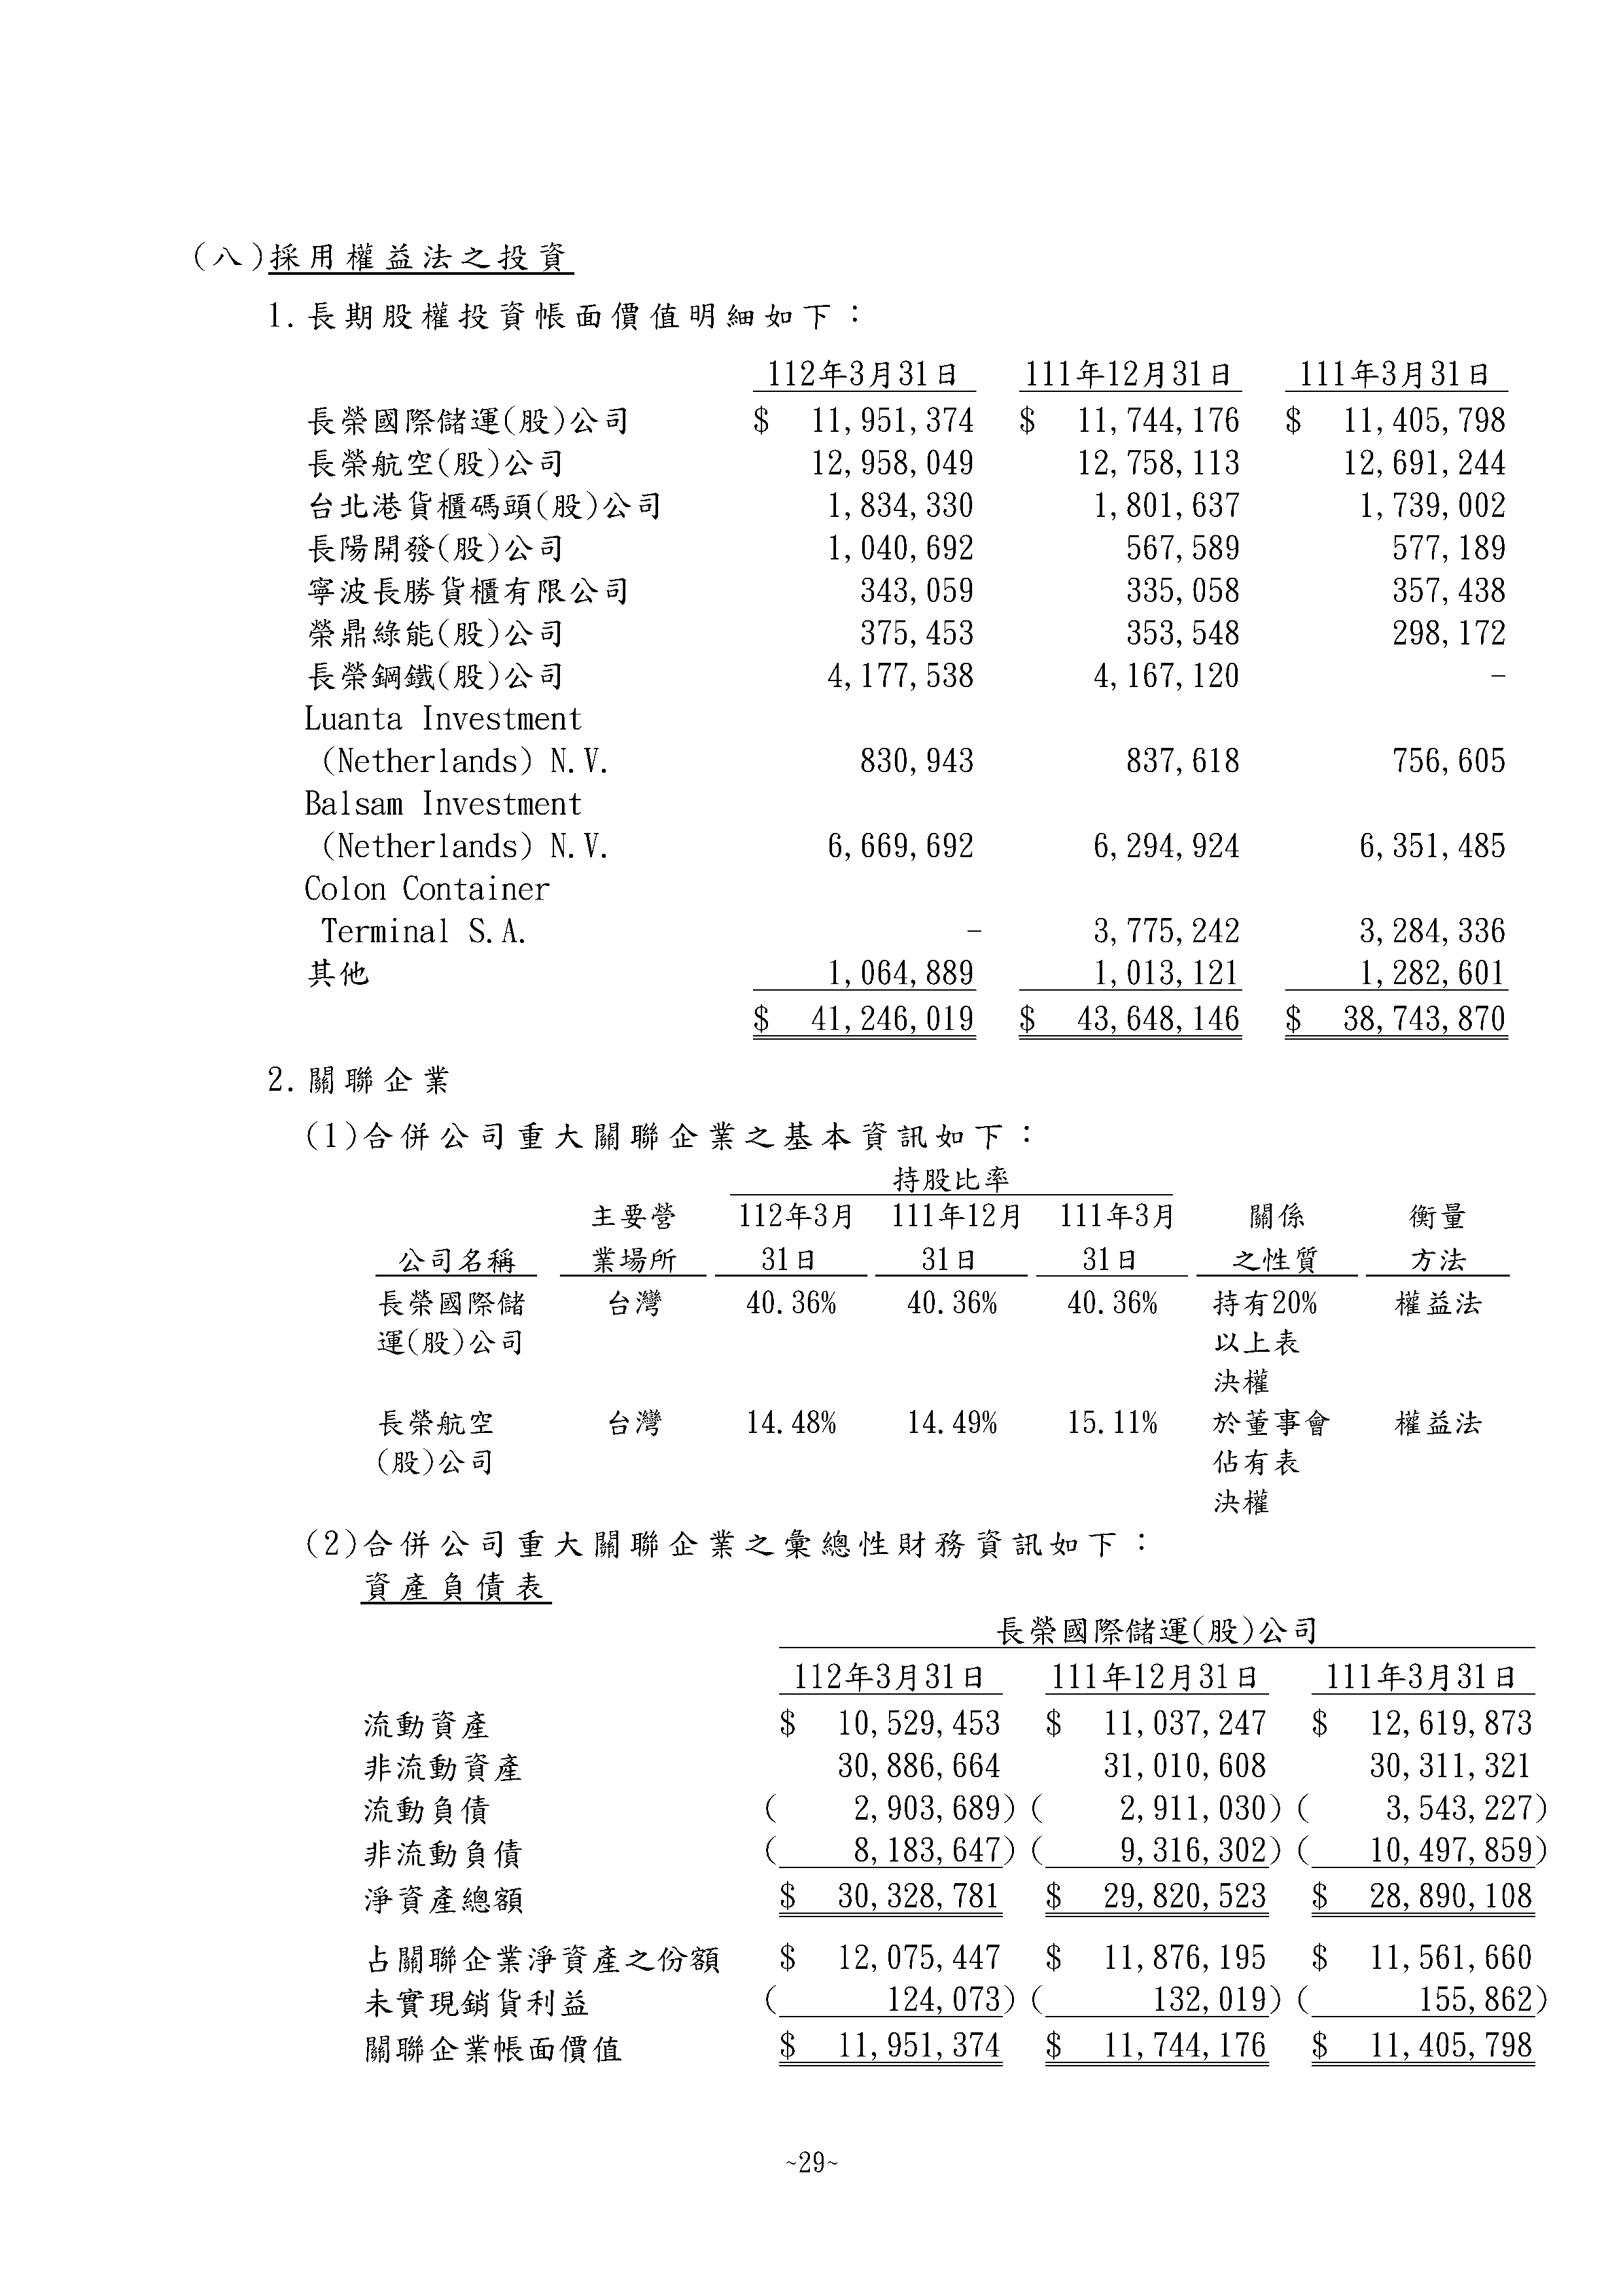 (八)採用權益法之投資
1.長期股權投資帳面價值明細如下：
112年3月31日 111年12月31日 111年3月31日
長榮國際儲運(股)公司 $ 11,951,374 $ 11,744,176 $ 11,405,798
長榮航空(股)公司 12,958,049 12,758,113 12,691,244
台北港貨櫃碼頭(股)公司 1,834,330 1,801,637 1,739,002
長陽開發(股)公司 1,040,692 567,589 577,189
寧波長勝貨櫃有限公司 343,059 335,058 357,438
榮鼎綠能(股)公司 375,453 353,548 298,172
長榮鋼鐵(股)公司 4,177,538 4,167,120 -
Luanta Investment
(Netherlands) N.V. 830,943 837,618 756,605
Balsam Investment
(Netherlands) N.V. 6,669,692 6,294,924 6,351,485
Colon Container
Terminal S.A. - 3,775,242 3,284,336
其他 1,064,889 1,013,121 1,282,601
$ 41,246,019 $ 43,648,146 $ 38,743,870
2.關聯企業
(1)合併公司重大關聯企業之基本資訊如下：
持股比率
主要營 112年3月 111年12月 111年3月 關係 衡量
公司名稱 業場所 31日 31日 31日 之性質 方法
長榮國際儲 台灣 40.36% 40.36% 40.36% 持有20% 權益法
運(股)公司 以上表
決權
長榮航空 台灣 14.48% 14.49% 15.11% 於董事會 權益法
(股)公司 佔有表
決權
(2)合併公司重大關聯企業之彙總性財務資訊如下：
資產負債表
長榮國際儲運(股)公司
112年3月31日 111年12月31日 111年3月31日
流動資產 $ 10,529,453 $ 11,037,247 $ 12,619,873
非流動資產 30,886,664 31,010,608 30,311,321
流動負債 ( 2,903,689) ( 2,911,030) ( 3,543,227)
非流動負債 ( 8,183,647) ( 9,316,302) ( 10,497,859)
淨資產總額 $ 30,328,781 $ 29,820,523 $ 28,890,108
占關聯企業淨資產之份額 $ 12,075,447 $ 11,876,195 $ 11,561,660
未實現銷貨利益 ( 124,073) ( 132,019) ( 155,862)
關聯企業帳面價值 $ 11,951,374 $ 11,744,176 $ 11,405,798
~29~